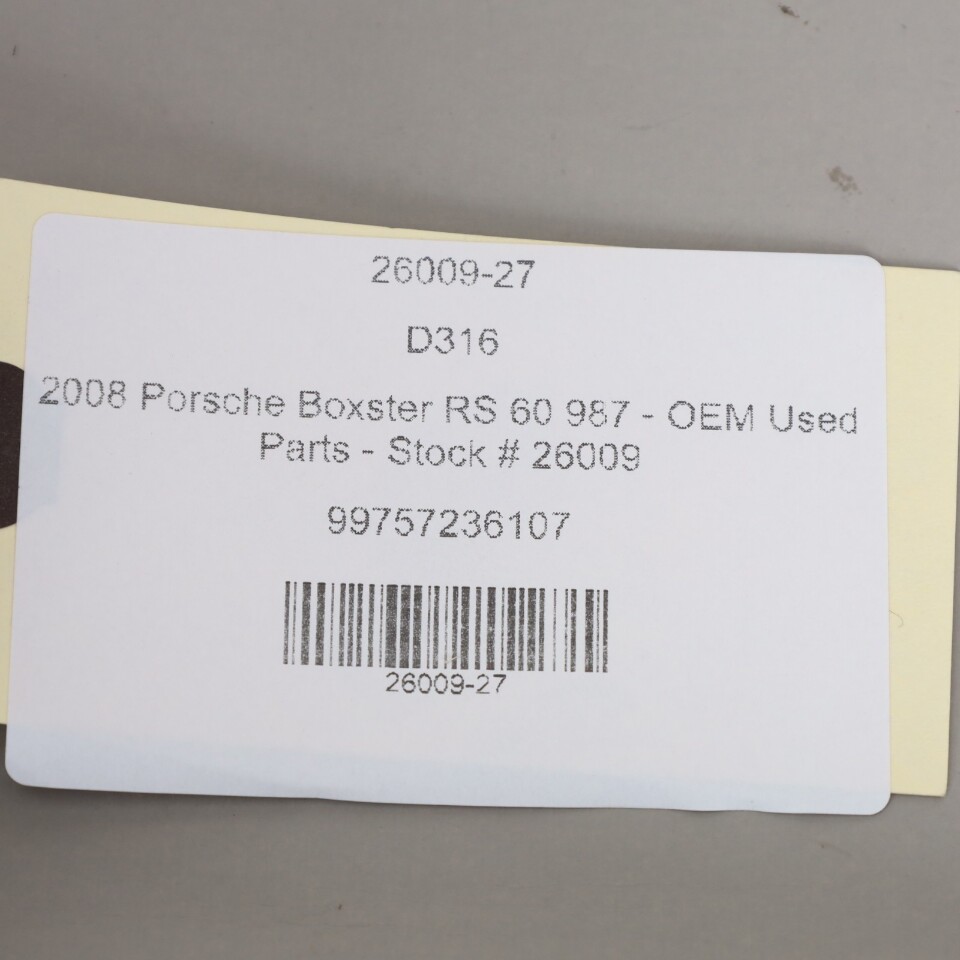 26009-27
D316
2008 Porsche Boxster RS 60 987 - OEM Used
Parts - Stock # 26009
99757236107
26009-27